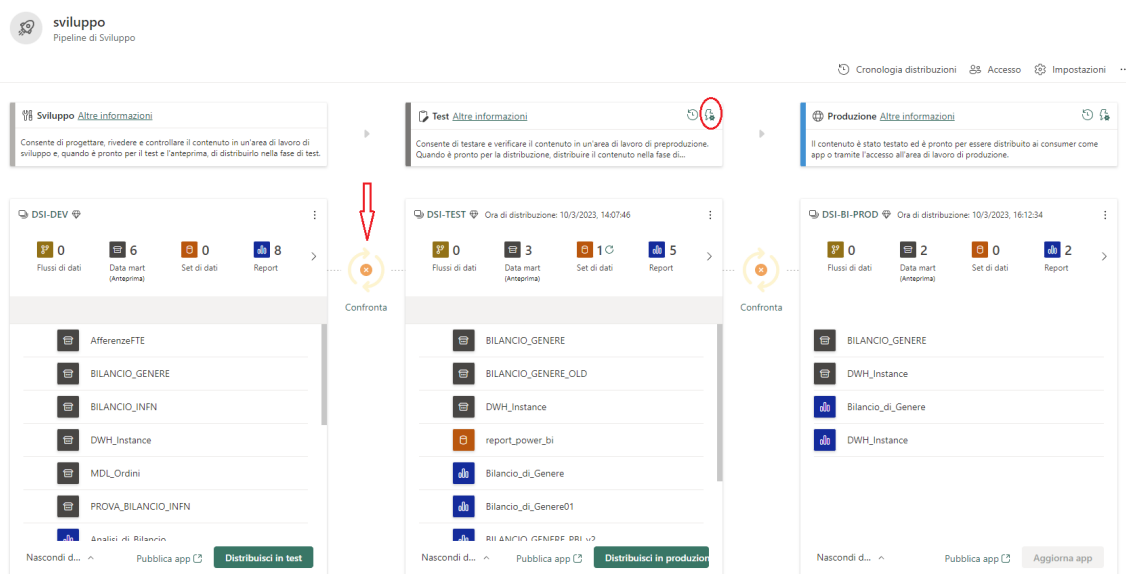 sviluppo
Pipeline di Sviluppo
Cronologia distribuzioni Accesso Impostazioni ...
Sviluppo Altre informazioni
Consente di progettare, rivedere e controllare il contenuto in un'area di lavoro di
sviluppo e, quando è pronto per il test e l'anteprima, di distribuirlo nella fase di test.
Test Altre informazioni
Consente di testare e verificare il contenuto in un'area di lavoro di preproduzione.
Quando è pronto per la distribuzione, distribuire il contenuto nella fase di...
Produzione Altre informazioni
Il contenuto è stato testato ed è pronto per essere distribuito ai consumer come
app o tramite l'accesso all'area di lavoro di produzione.
DSI-DEV
0 6 0 8
Flussi di dati Data mart Set di dati Report
(Anteprima)
AfferenzeFTE
BILANCIO_GENERE
BILANCIO_INFN
DWH_Instance
MDL_Ordini
PROVA_BILANCIO_INFN
Analisi di Bilancio
Nascondi d... Pubblica app Distribuisci in test
Confronta
DSI-TEST Ora di distribuzione: 10/3/2023, 14:07:46
0 3 1 5
Flussi di dati Data mart Set di dati Report
(Anteprima)
BILANCIO_GENERE
BILANCIO_GENERE_OLD
DWH_Instance
report_power_bi
Bilancio_di_Genere
Bilancio_di_Genere01
BILANCIO_GENERE_PBI_v2
Nascondi d... Pubblica app Distribuisci in produzion
Confronta
DSI-BI-PROD Ora di distribuzione: 10/3/2023, 16:12:34
0 2 0 2
Flussi di dati Data mart Set di dati Report
(Anteprima)
BILANCIO_GENERE
DWH_Instance
Bilancio_di_Genere
DWH_Instance
Nascondi d... Pubblica app Aggiorna app